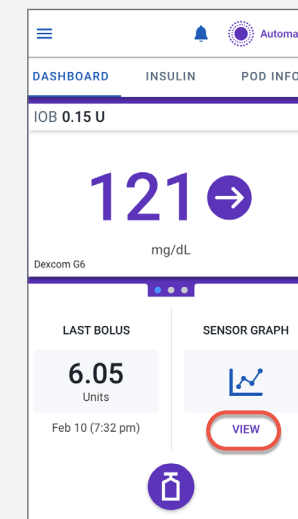 Automa
DASHBOARD INSULIN POD INFO
IOB 0.15 U
121
mg/dL
Dexcom G6
LAST BOLUS SENSOR GRAPH
6.05
Units
Feb 10 (7:32 pm) VIEW